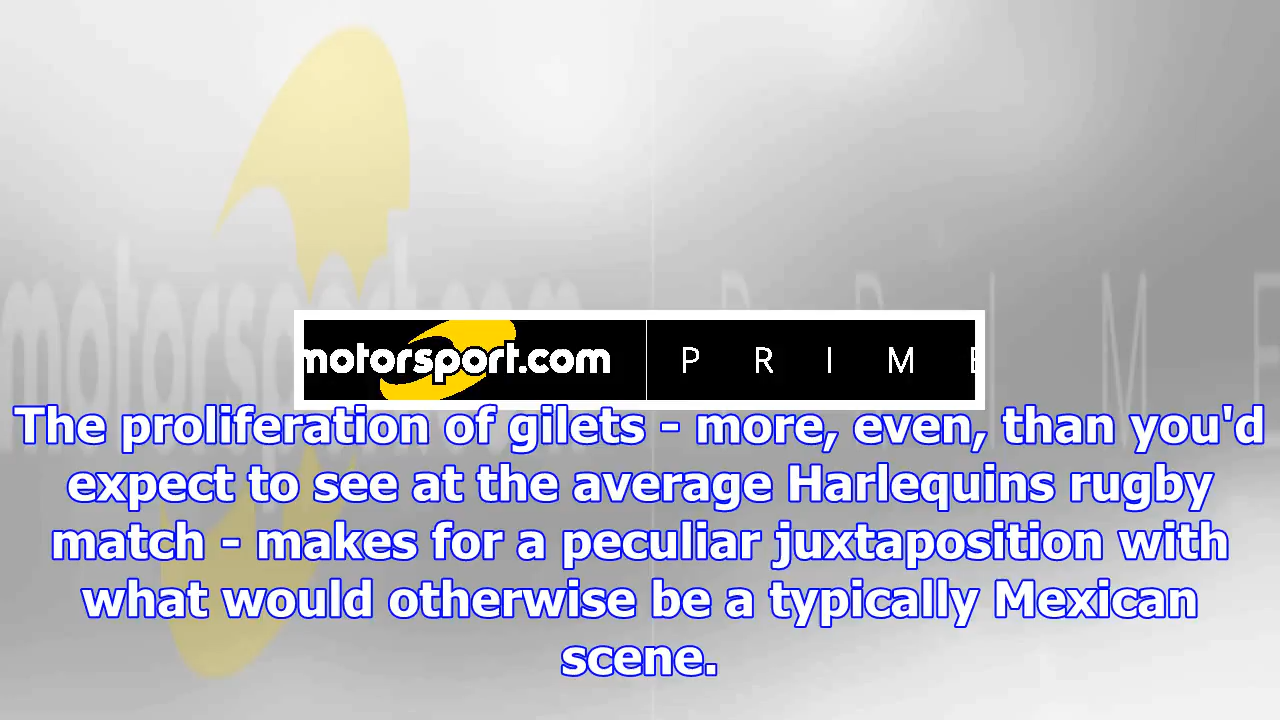 motorsport.com PRIME
The proliferation of gilets - more, even, than you'd
expect to see at the average Harlequins rugby
match - makes for a peculiar juxtaposition with
what would otherwise be a typically Mexican
scene.